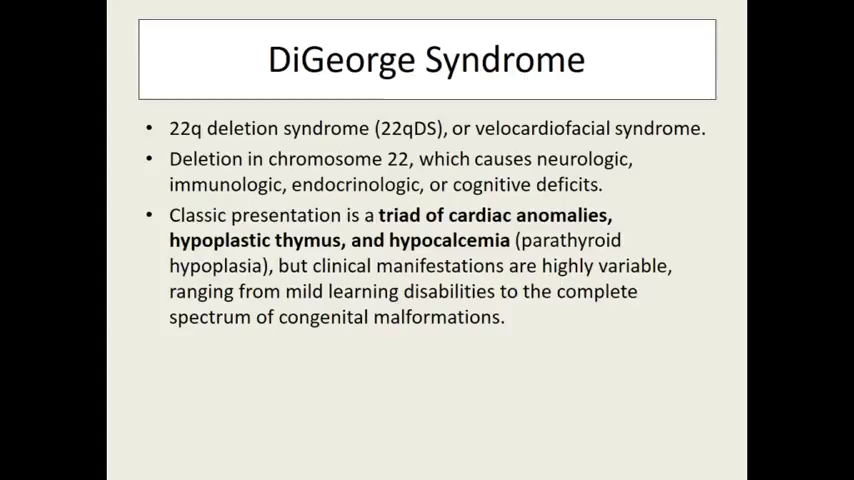 DiGeorge Syndrome
• 22q deletion syndrome (22qDS), or velocardiofacial syndrome.
• Deletion in chromosome 22, which causes neurologic,
immunologic, endocrinologic, or cognitive deficits.
• Classic presentation is a triad of cardiac anomalies,
hypoplastic thymus, and hypocalcemia (parathyroid
hypoplasia), but clinical manifestations are highly variable,
ranging from mild learning disabilities to the complete
spectrum of congenital malformations.